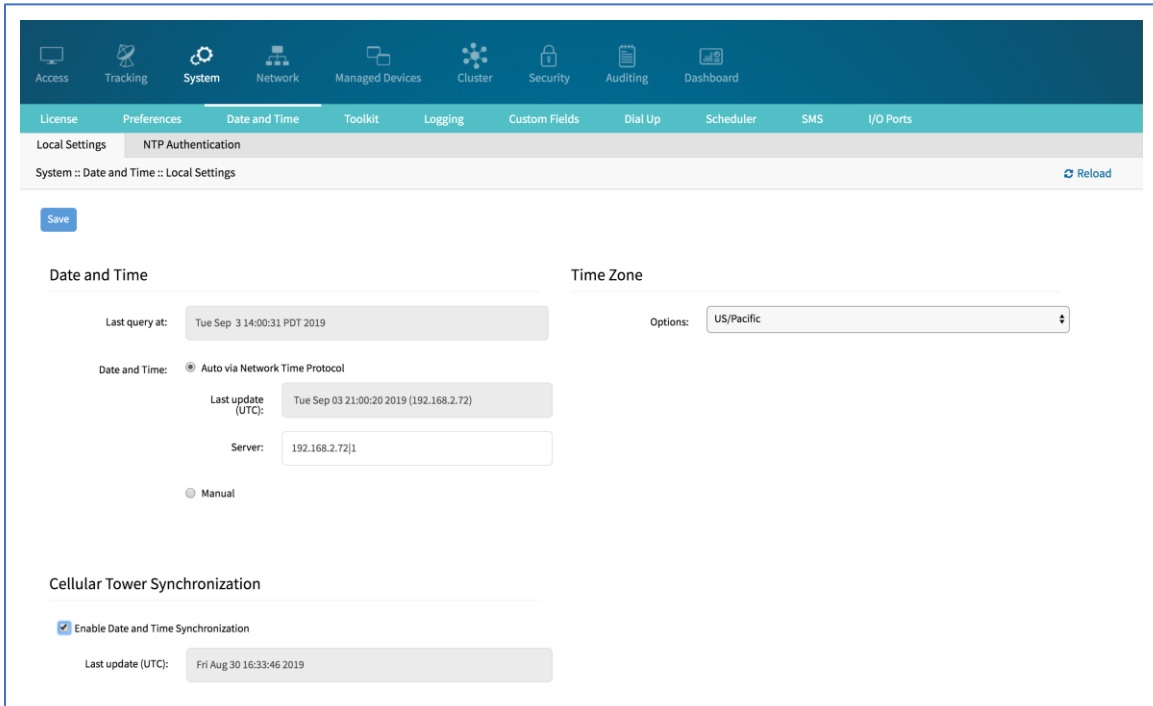 Access Tracking System Network Managed Devices Cluster Security Auditing Dashboard
License Preferences Date and Time Toolkit Logging Custom Fields Dial Up Scheduler SMS I/O Ports
Local Settings NTP Authentication
System :: Date and Time :: Local Settings Reload
Save
Date and Time Time Zone
Last query at: Tue Sep 3 14:00:31 PDT 2019 Options: US/Pacific
Date and Time: Auto via Network Time Protocol
Last update
(UTC): Tue Sep 03 21:00:20 2019 (192.168.2.72)
Server: 192.168.2.72|1
Manual
Cellular Tower Synchronization
Enable Date and Time Synchronization
Last update (UTC): Fri Aug 30 16:33:46 2019